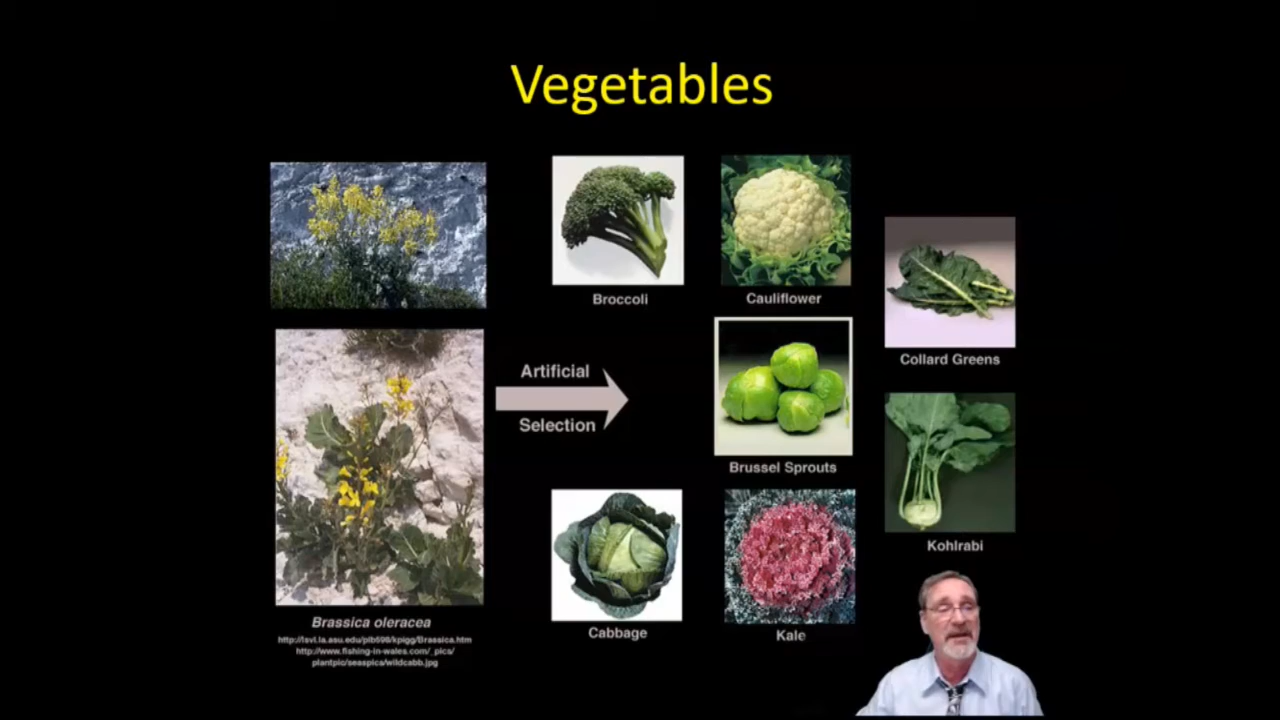 Vegetables
Broccoli
Cauliflower
Collard Greens
Artificial
Selection
Brussel Sprouts
Kohlrabi
Cabbage
Kale
Brassica oleracea
http://lsvl.la.asu.edu/plb598/kpigg/Brassica.htm
http://www.fishing-in-wales.com/_pics/
plantpic/seaspics/wildcabb.jpg